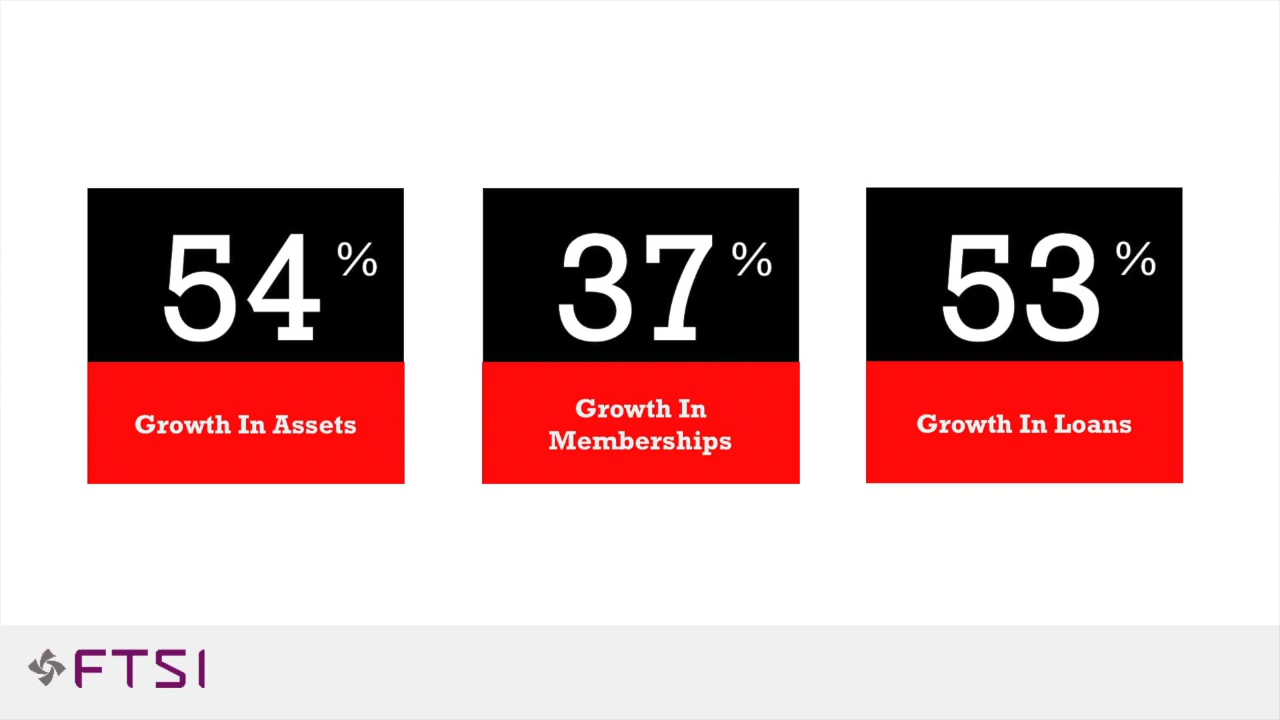 54%
Growth In Assets
37%
Growth In
Memberships
53%
Growth In Loans
FTSI